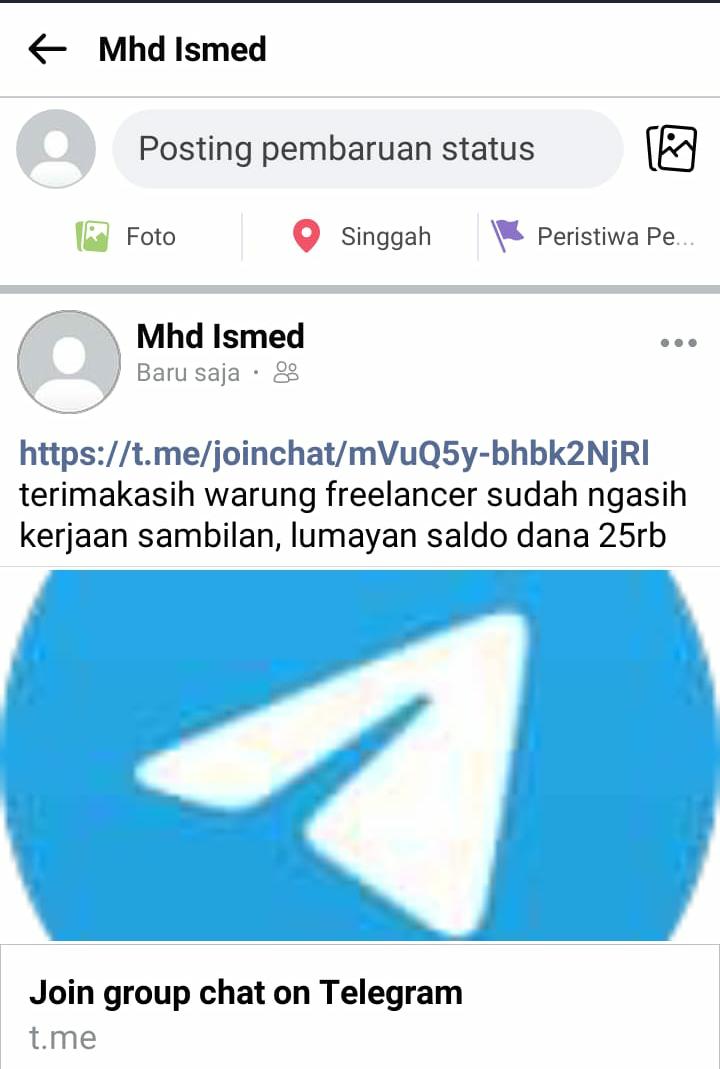 Mhd Ismed
Posting pembaruan status
Foto
Singgah
Peristiwa Pe...
Mhd Ismed
Baru saja ·
https://t.me/joinchat/mVuQ5y-bhbk2NjRl
terimakasih warung freelancer sudah ngasih
kerjaan sambilan, lumayan saldo dana 25rb
Join group chat on Telegram
t.me